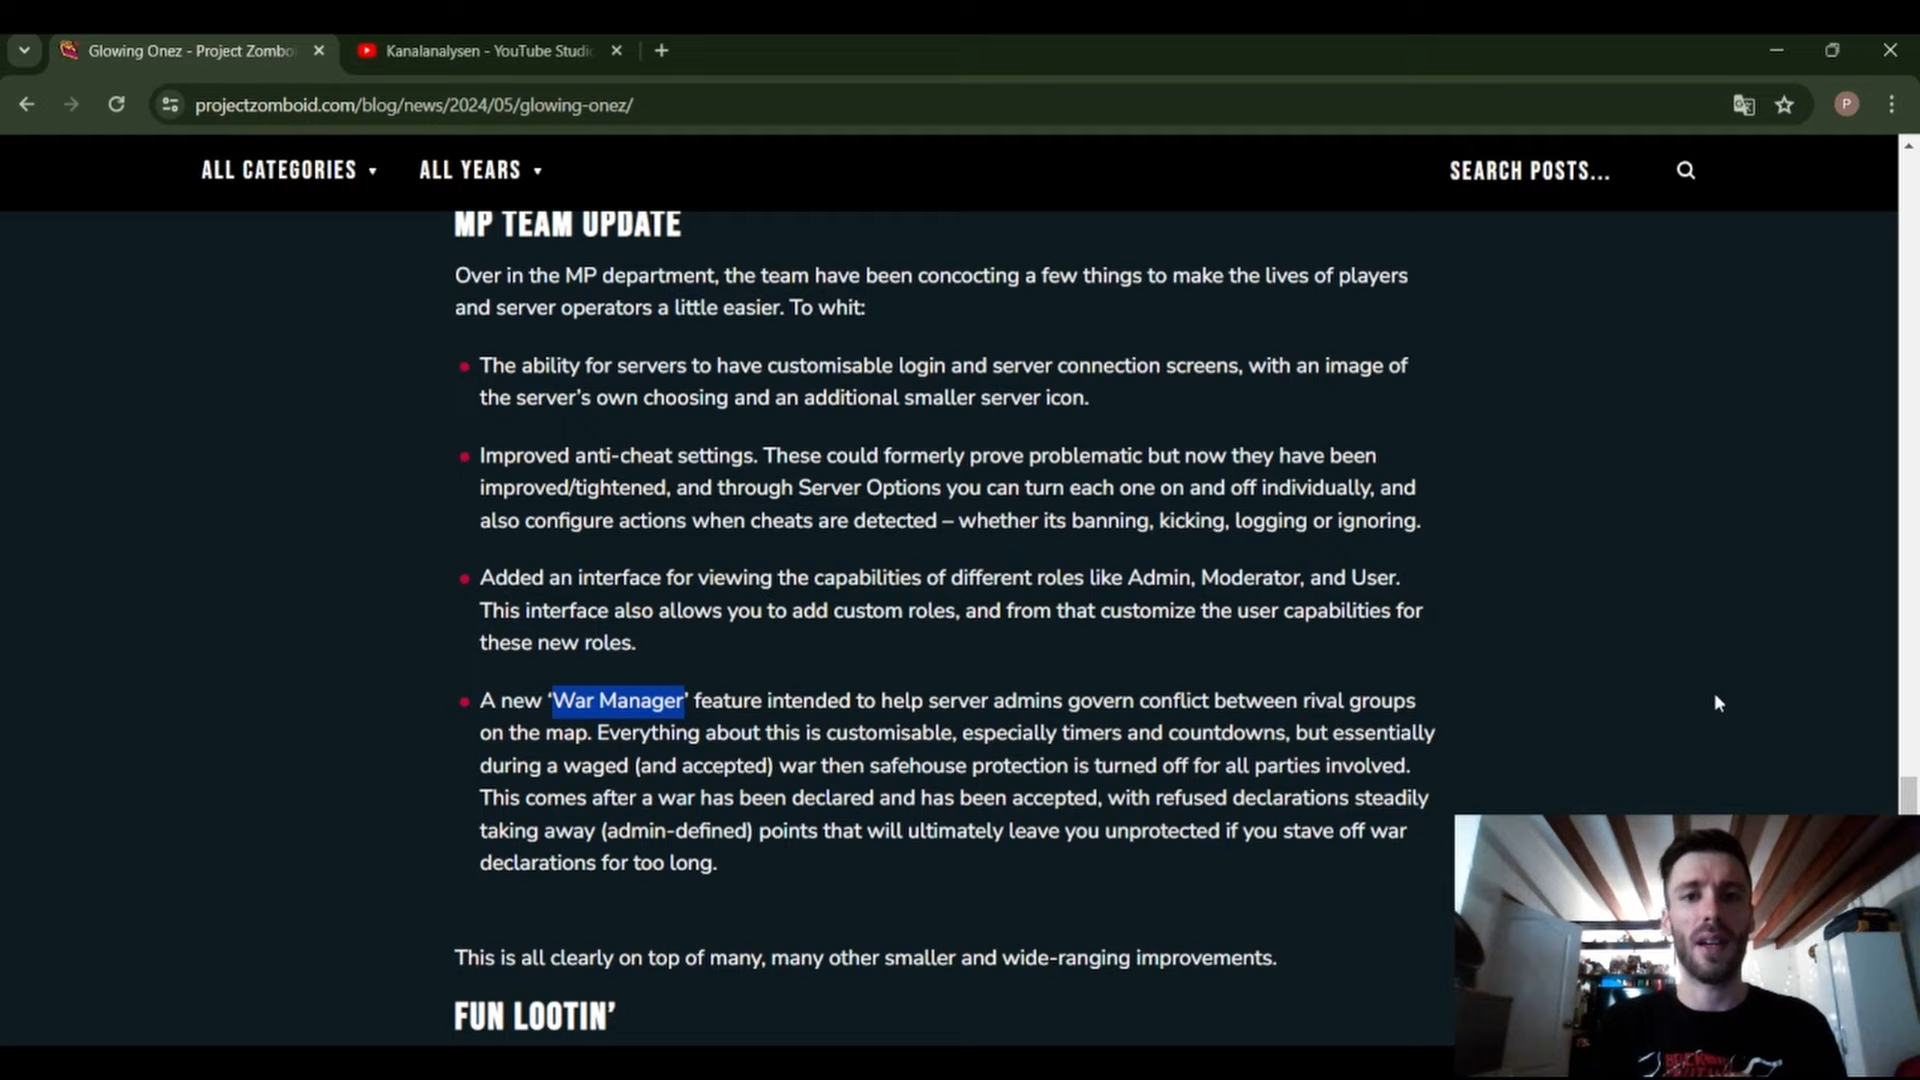 Glowing Onez - Project Zombo
Kanalanalysen - YouTube Studi
projectzomboid.com/blog/news/2024/05/glowing-onez/
P
ALL CATEGORIES
ALL YEARS
SEARCH POSTS...
MP TEAM UPDATE
Over in the MP department, the team have been concocting a few things to make the lives of players
and server operators a little easier. To whit:
The ability for servers to have customisable login and server connection screens, with an image of
the server’s own choosing and an additional smaller server icon.
Improved anti-cheat settings. These could formerly prove problematic but now they have been
improved/tightened, and through Server Options you can turn each one on and off individually, and
also configure actions when cheats are detected – whether its banning, kicking, logging or ignoring.
Added an interface for viewing the capabilities of different roles like Admin, Moderator, and User.
This interface also allows you to add custom roles, and from that customize the user capabilities for
these new roles.
A new ‘War Manager’ feature intended to help server admins govern conflict between rival groups
on the map. Everything about this is customisable, especially timers and countdowns, but essentially
during a waged (and accepted) war then safehouse protection is turned off for all parties involved.
This comes after a war has been declared and has been accepted, with refused declarations steadily
taking away (admin-defined) points that will ultimately leave you unprotected if you stave off war
declarations for too long.
This is all clearly on top of many, many other smaller and wide-ranging improvements.
FUN LOOTIN’